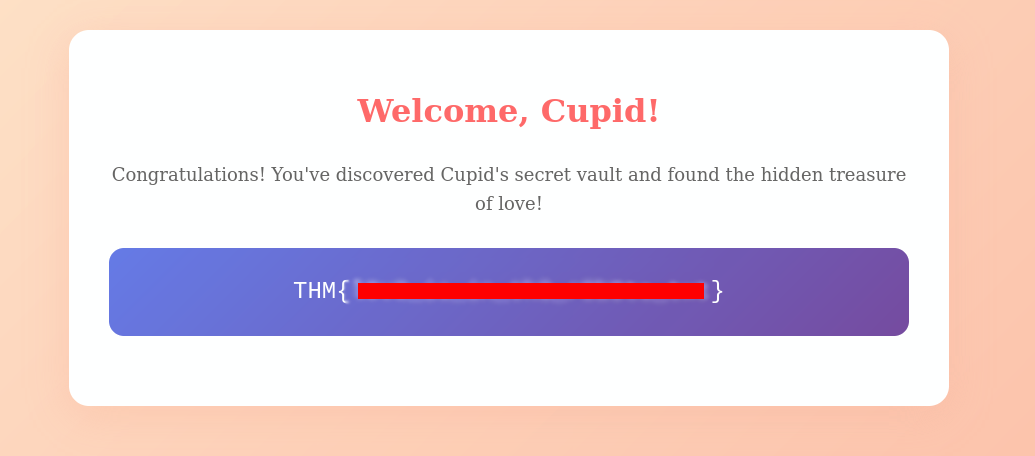 Welcome, Cupid!
Congratulations! You've discovered Cupid's secret vault and found the hidden treasure
of love!
THM{ }